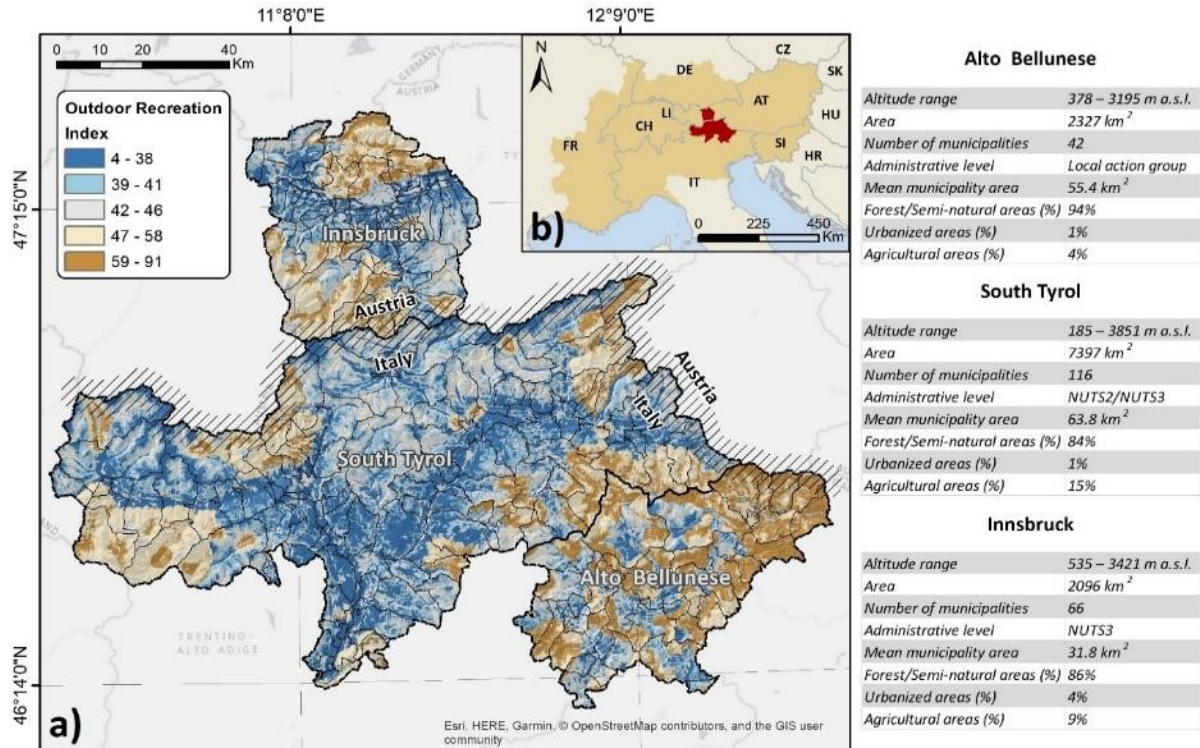 11°8'0"E
12°9'0"E
47°15'0"N
46°14'0"N
0 10 20 40
Km
Outdoor Recreation
Index
4 - 38
39 - 41
42 - 46
47 - 58
59 - 91
GERMANY
AUSTRIA
Innsbruck
Austria
Italy
Austria
Italy
South Tyrol
Alto Bellunese
TRENTINO-
ALTO ADIGE
a)
Esri, HERE, Garmin, © OpenStreetMap contributors, and the GIS user
community
N
CZ
DE
SK
AT
LI
HU
CH
FR
SI
HR
IT
b)
0 225 450
Km
Alto Bellunese
Altitude range 378 – 3195 m a.s.l.
Area 2327 km²
Number of municipalities 42
Administrative level Local action group
Mean municipality area 55.4 km²
Forest/Semi-natural areas (%) 94%
Urbanized areas (%) 1%
Agricultural areas (%) 4%
South Tyrol
Altitude range 185 – 3851 m a.s.l.
Area 7397 km²
Number of municipalities 116
Administrative level NUTS2/NUTS3
Mean municipality area 63.8 km²
Forest/Semi-natural areas (%) 84%
Urbanized areas (%) 1%
Agricultural areas (%) 15%
Innsbruck
Altitude range 535 – 3421 m a.s.l.
Area 2096 km²
Number of municipalities 66
Administrative level NUTS3
Mean municipality area 31.8 km²
Forest/Semi-natural areas (%) 86%
Urbanized areas (%) 4%
Agricultural areas (%) 9%